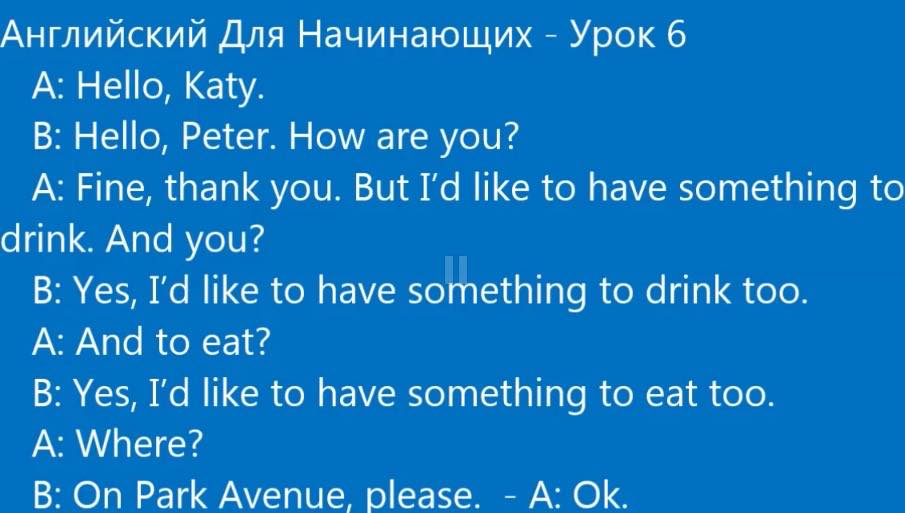 Английский Для Начинающих - Урок 6
A: Hello, Katy.
B: Hello, Peter. How are you?
A: Fine, thank you. But I’d like to have something to
drink. And you?
B: Yes, I’d like to have something to drink too.
A: And to eat?
B: Yes, I’d like to have something to eat too.
A: Where?
B: On Park Avenue, please.  - A: Ok.